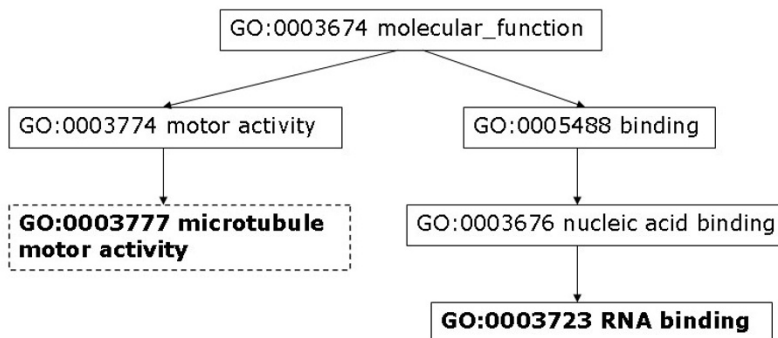 GO:0003674 molecular_function
GO:0003774 motor activity
GO:0005488 binding
GO:0003777 microtubule
motor activity
GO:0003676 nucleic acid binding
GO:0003723 RNA binding